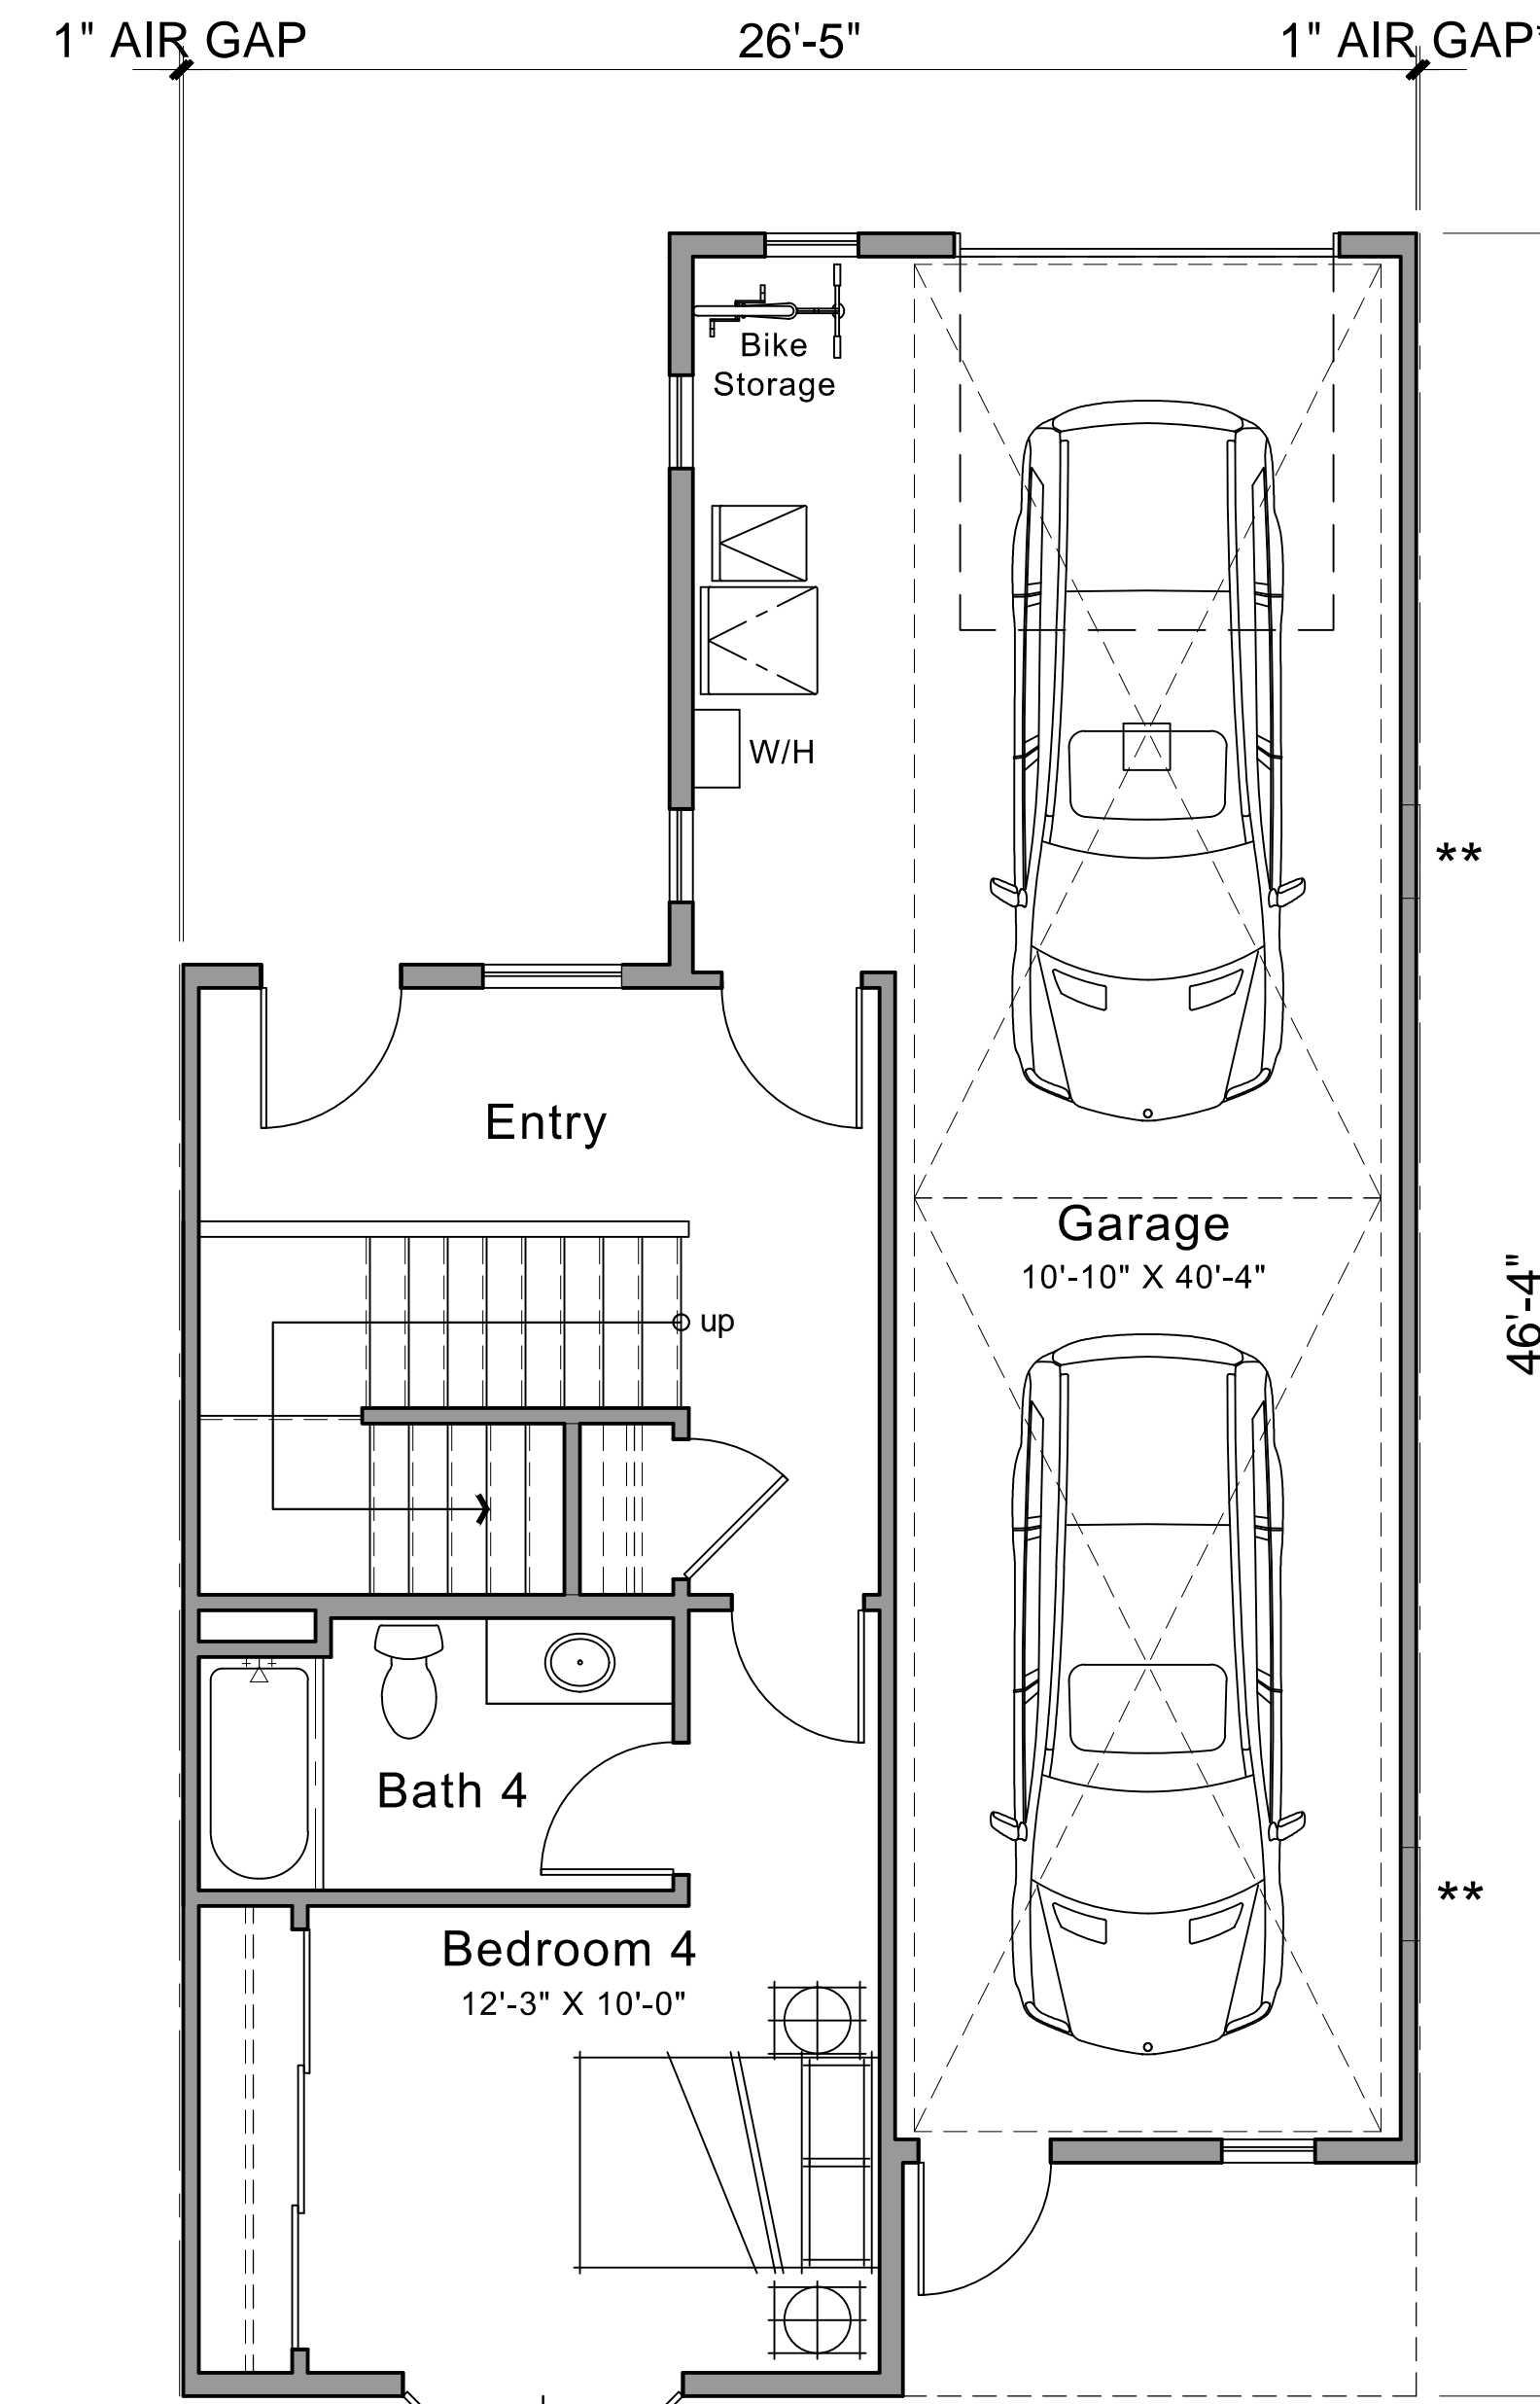 1" AIR GAP
26'-5"
1" AIR GAP*
Bike
Storage
W/H
**
Entry
Garage
10'-10" X 40'-4"
46'-4"
up
Bath 4
**
Bedroom 4
12'-3" X 10'-0"